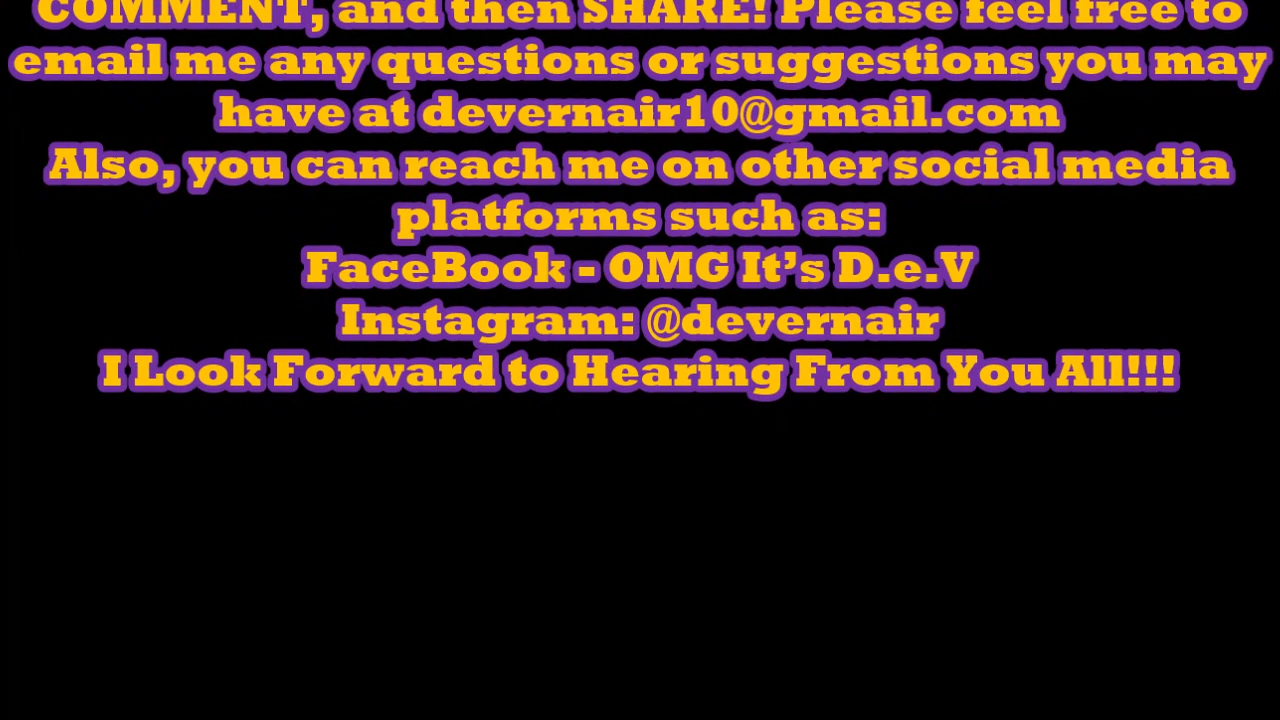 COMMENT, and then SHARE! Please feel free to
email me any questions or suggestions you may
have at devernair10@gmail.com
Also, you can reach me on other social media
platforms such as:
FaceBook - OMG It’s D.e.V
Instagram: @devernair
I Look Forward to Hearing From You All!!!